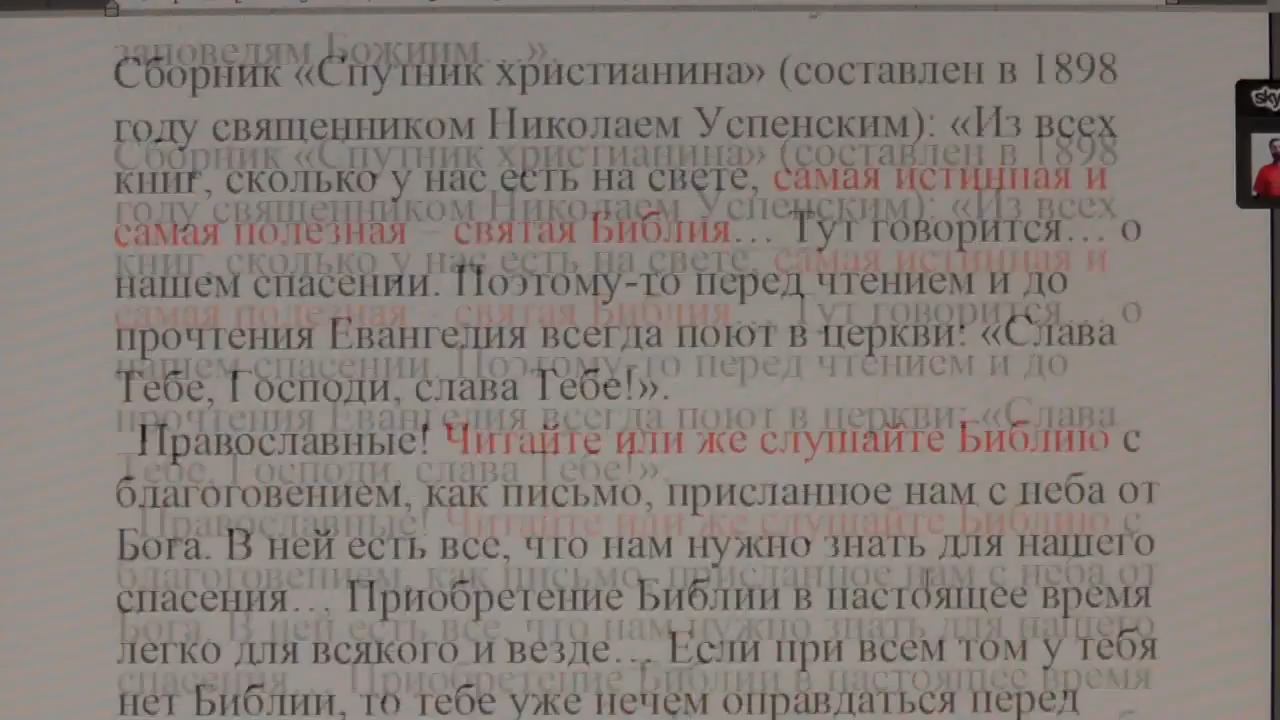 заповедям Божиим…».
Сборник «Спутник христианина» (составлен в 1898
году священником Николаем Успенским): «Из всех
книг, сколько у нас есть на свете, самая истинная и
самая полезная – святая Библия… Тут говорится… о
нашем спасении. Поэтому-то перед чтением и до
прочтения Евангелия всегда поют в церкви: «Слава
Тебе, Господи, слава Тебе!».
Православные! Читайте или же слушайте Библию с
благоговением, как письмо, присланное нам с неба от
Бога. В ней есть все, что нам нужно знать для нашего
спасения… Приобретение Библии в настоящее время
легко для всякого и везде… Если при всем том у тебя
нет Библии, то тебе уже нечем оправдаться перед
sky